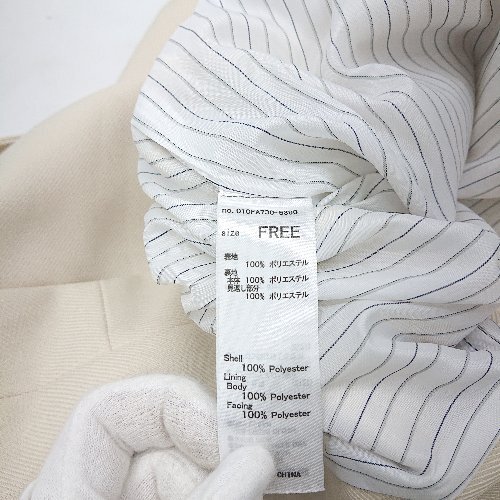 size FREE
表地
100% ポリエステル
裏地
本体 100% ポリエステル
見返し部分
100% ポリエステル
Shell
100% Polyester
Lining
Body
100% Polyester
Facing
100% Polyester
CHINA